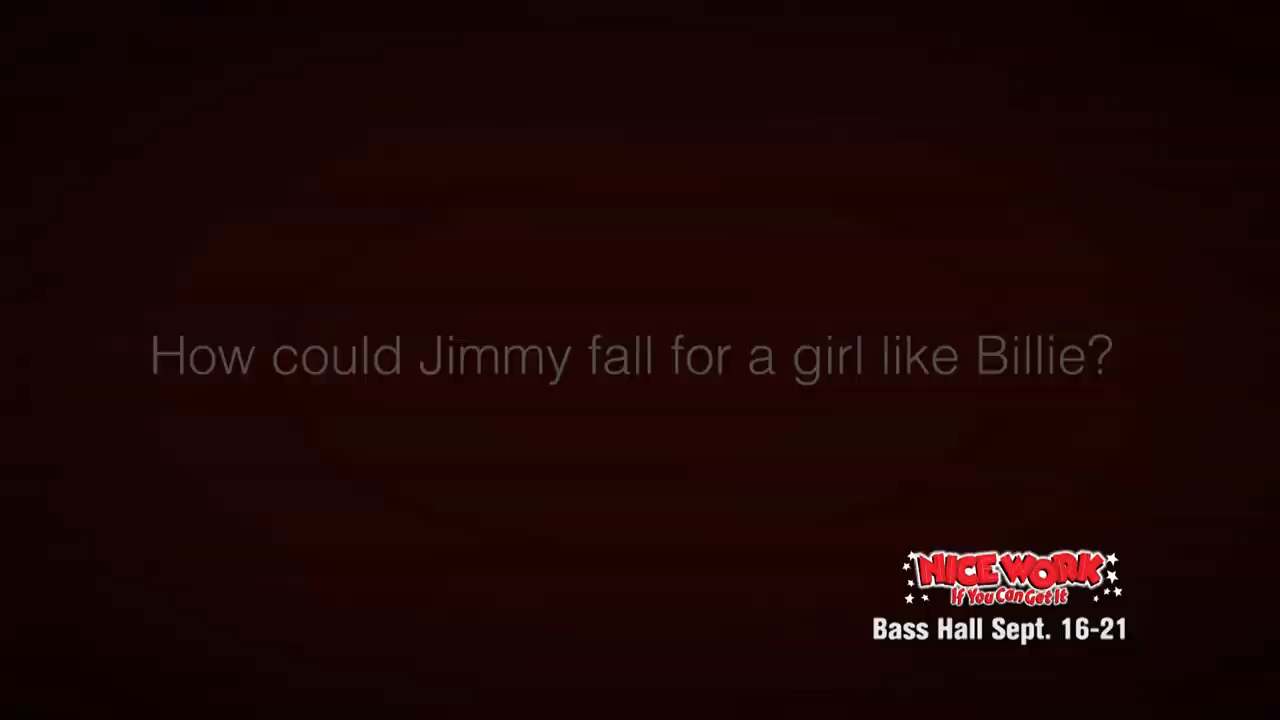 How could Jimmy fall for a girl like Billie?
NICE WORK
If You Can Get It
Bass Hall Sept. 16-21